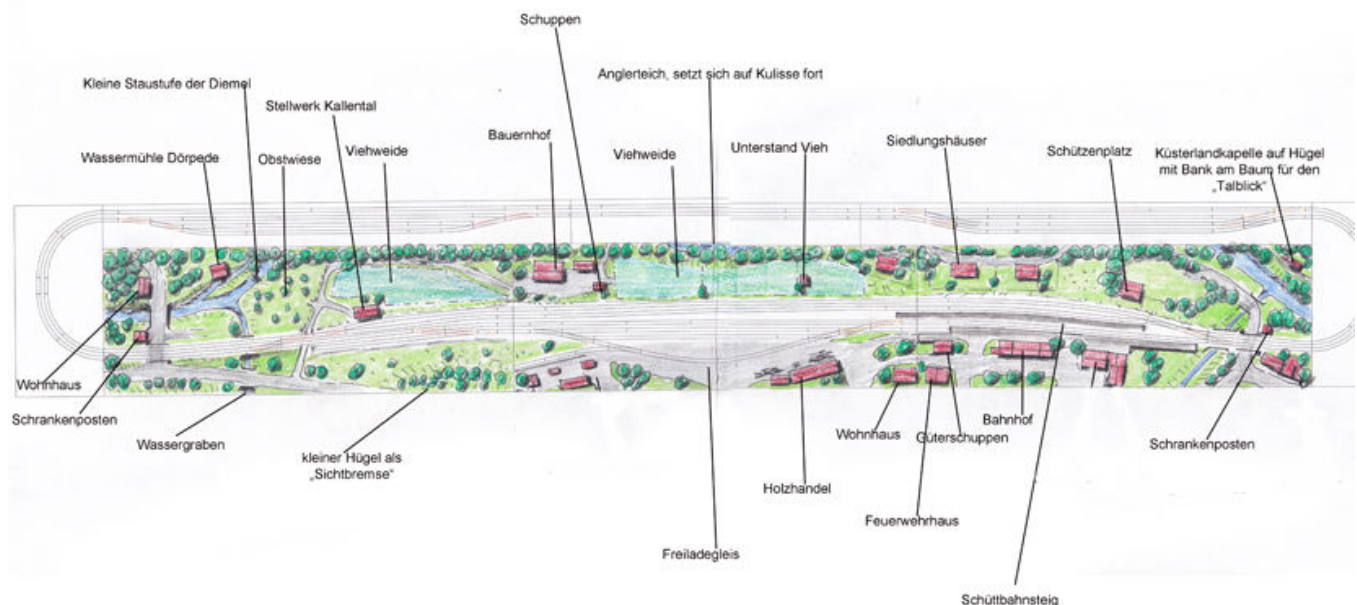 Schuppen
Kleine Staustufe der Diemel
Anglerteich, setzt sich auf Kulisse fort
Stellwerk Kallental
Bauernhof
Siedlungshäuser
Wassermühle Dörpede
Obstwiese
Viehweide
Viehweide
Unterstand Vieh
Schützenplatz
Küsterlandkapelle auf Hügel
mit Bank am Baum für den
„Talblick"
Wohnhaus
Schrankenposten
Wassergraben
kleiner Hügel als
„Sichtbremse"
Wohnhaus
Bahnhof
Güterschuppen
Schrankenposten
Holzhandel
Feuerwehrhaus
Freiladegleis
Schüttbahnsteig